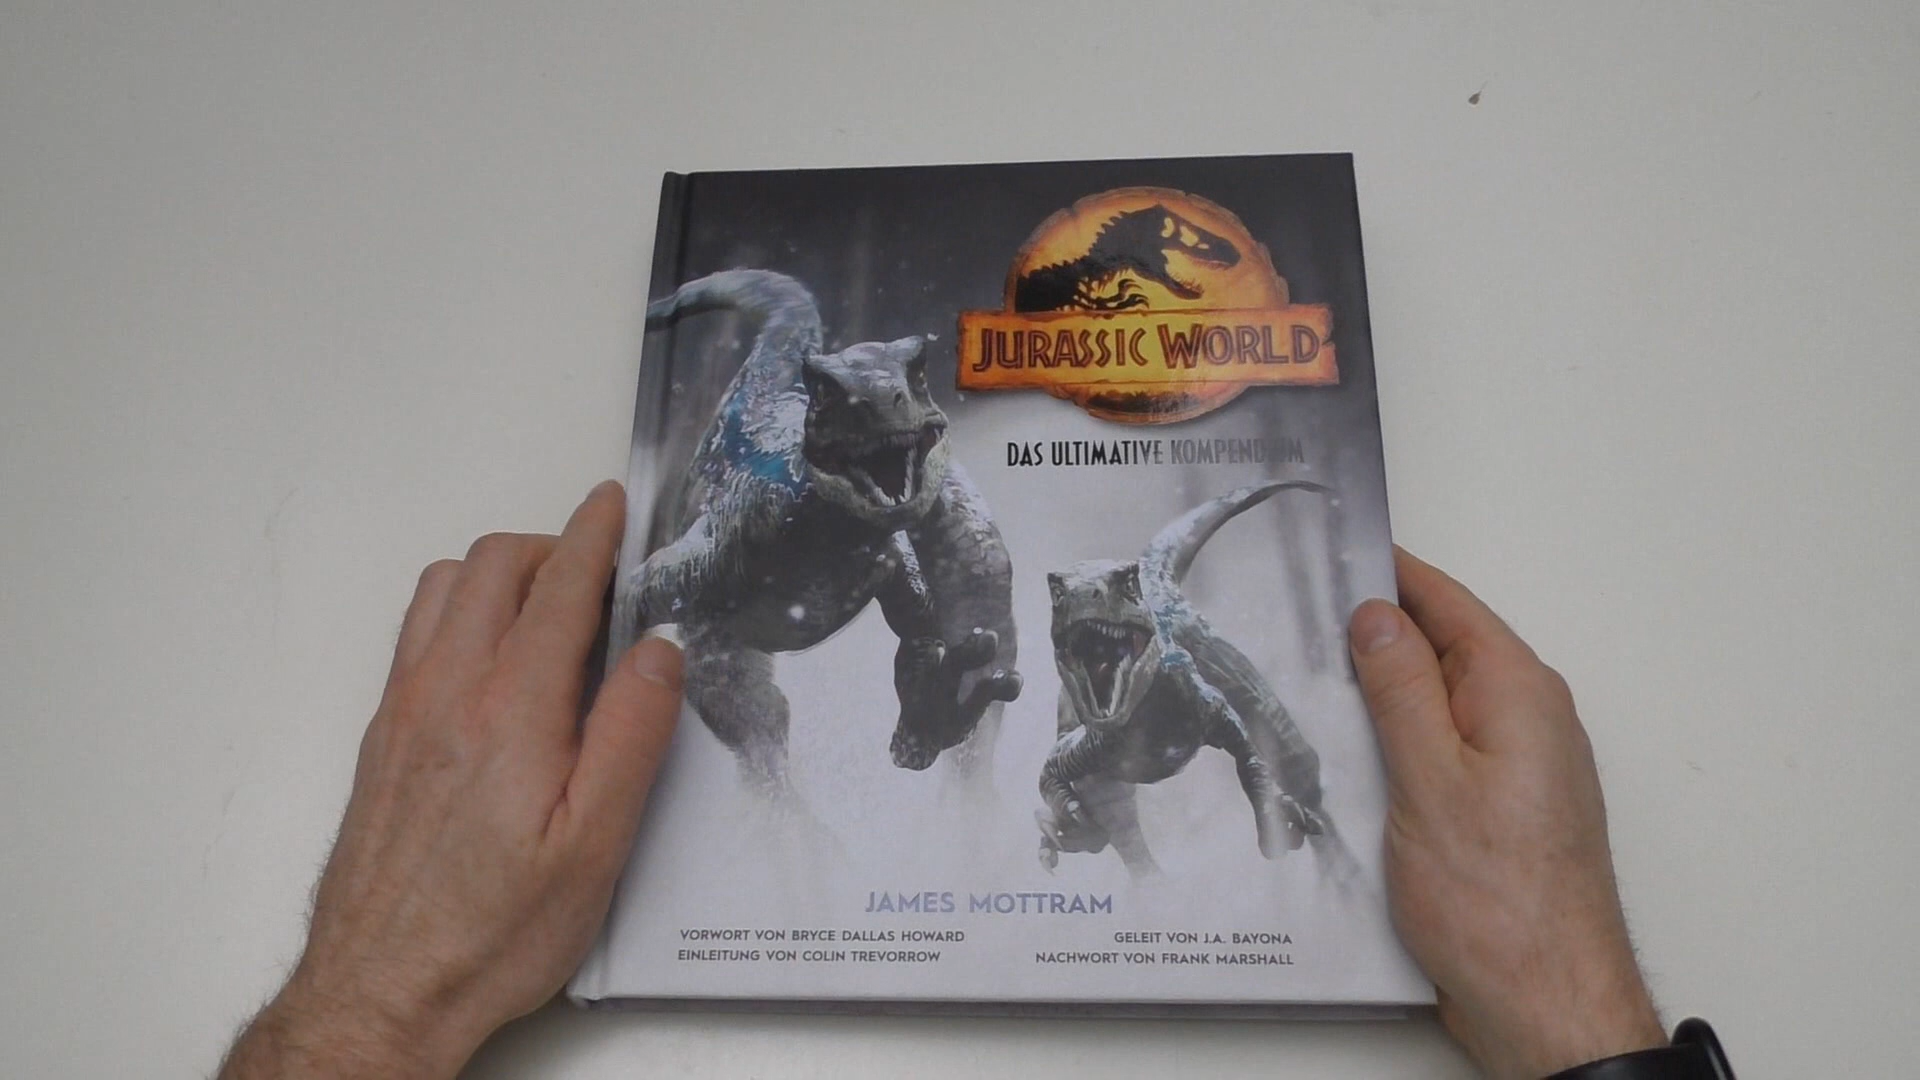 JURASSIC WORLD
DAS ULTIMATIVE KOMPENDIUM
JAMES MOTTRAM
VORWORT VON BRYCE DALLAS HOWARD
EINLEITUNG VON COLIN TREVORROW
GELEIT VON J.A. BAYONA
NACHWORT VON FRANK MARSHALL